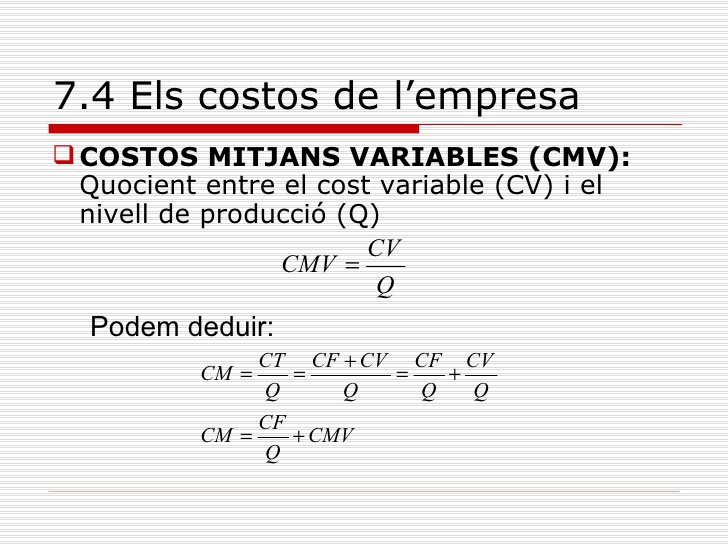 7.4 Els costos de l’empresa
COSTOS MITJANS VARIABLES (CMV):
Quocient entre el cost variable (CV) i el
nivell de producció (Q)
CMV = CV/Q
Podem deduir:
CM = CT/Q = CF + CV/Q = CF/Q + CV/Q
CM = CF/Q + CMV